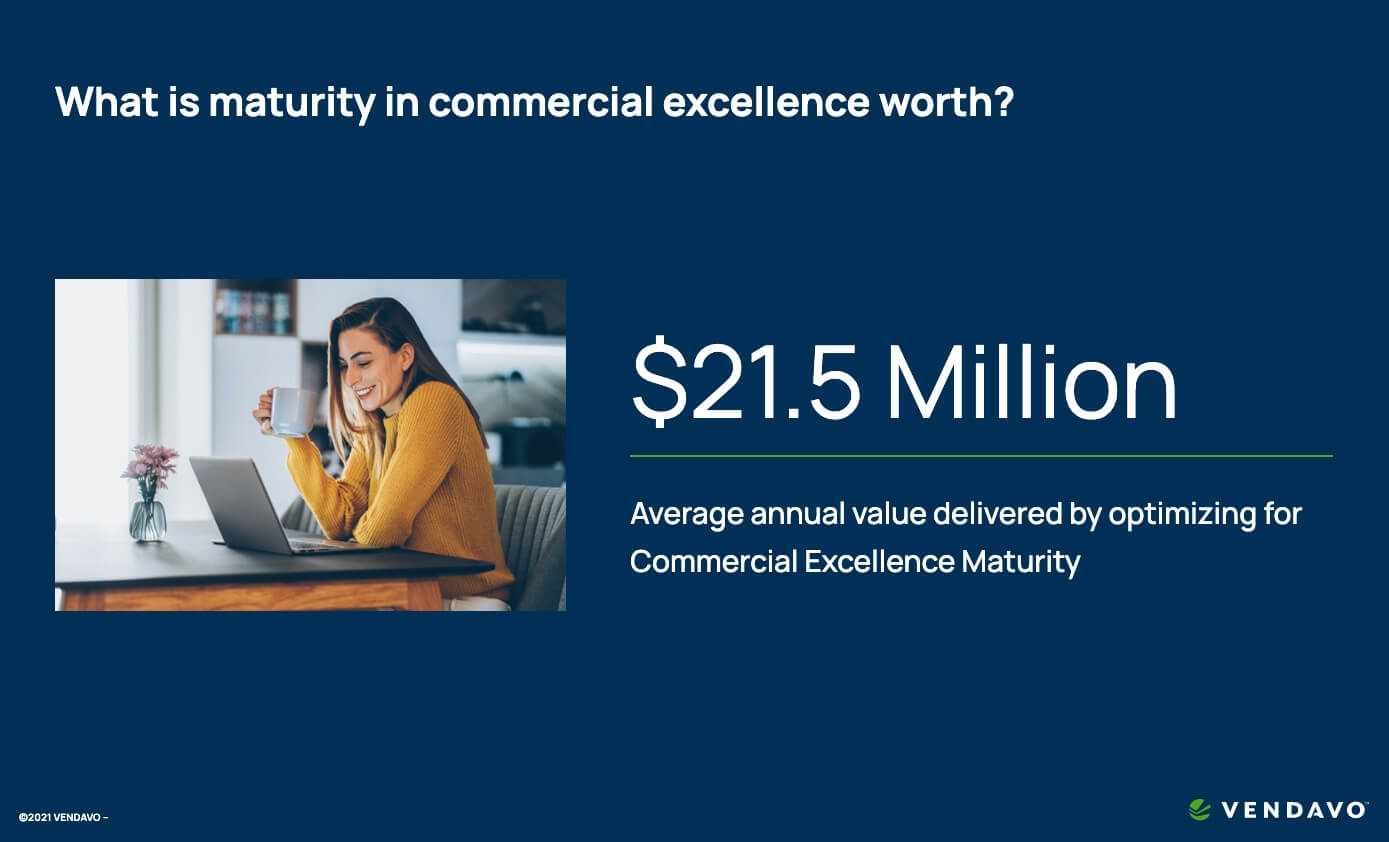 What is maturity in commercial excellence worth?
$21.5 Million
Average annual value delivered by optimizing for
Commercial Excellence Maturity
©2021 VENDAVO –
VENDAVO™